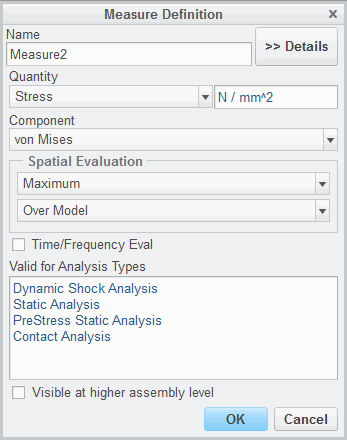 Measure Definition
Name
Measure2
>> Details
Quantity
Stress
N / mm^2
Component
von Mises
Spatial Evaluation
Maximum
Over Model
Time/Frequency Eval
Valid for Analysis Types
Dynamic Shock Analysis
Static Analysis
PreStress Static Analysis
Contact Analysis
Visible at higher assembly level
OK
Cancel